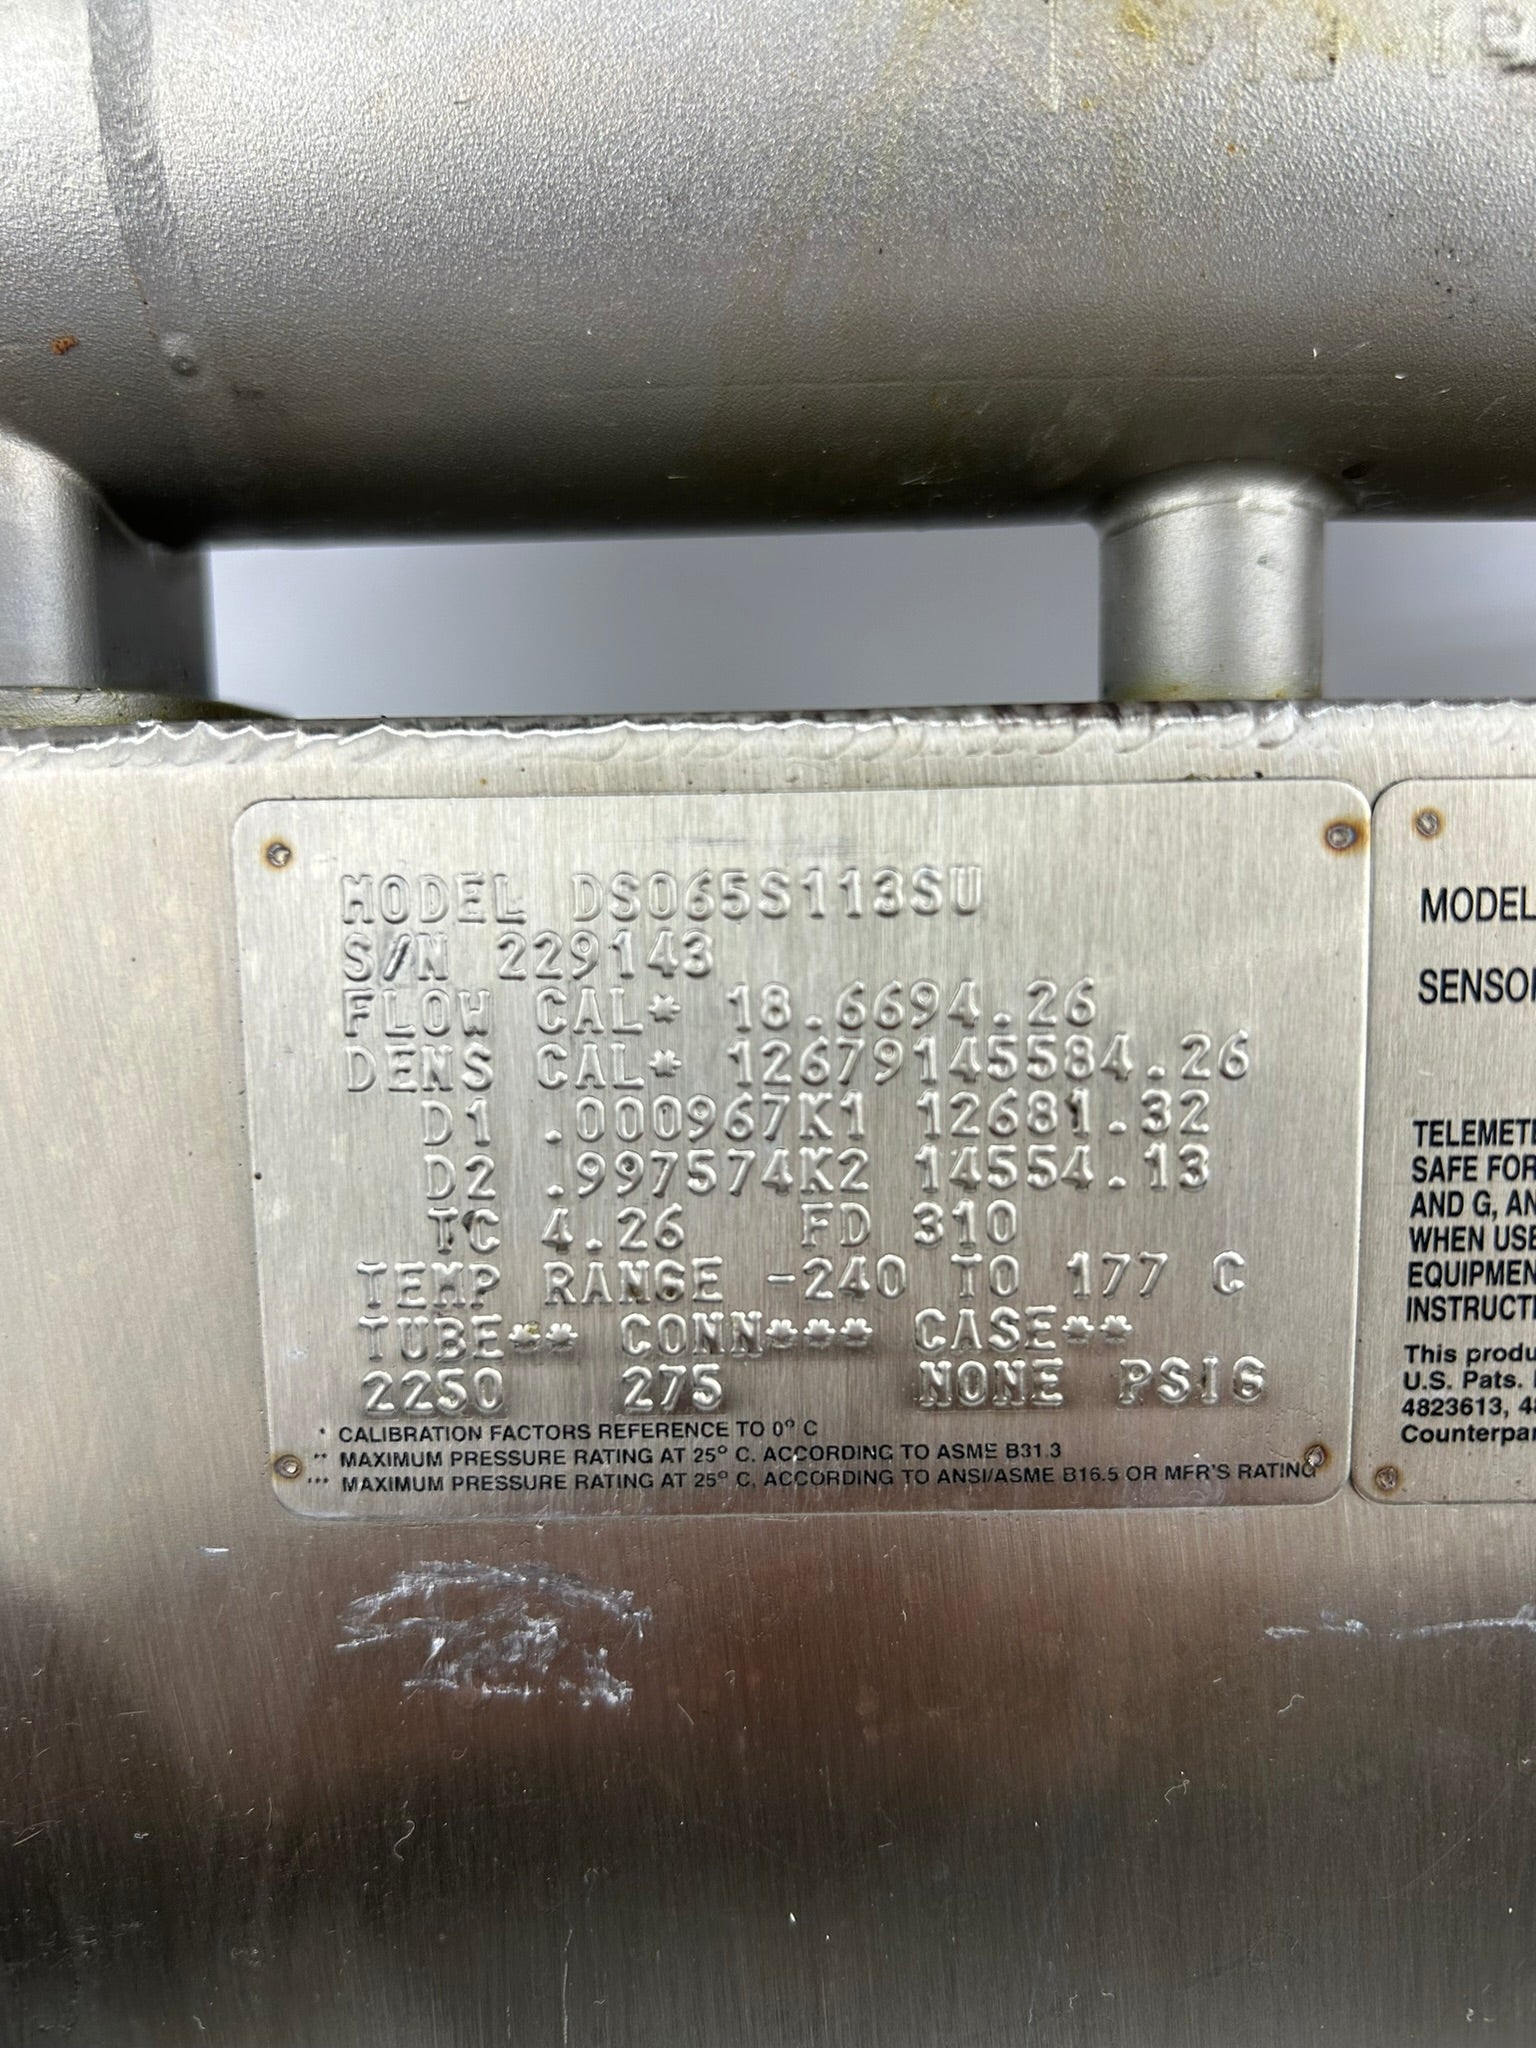 MODEL DS065S113SU
S/N 229143
FLOW CAL* 18.6694.26
DENS CAL* 12679145584.26
D1 .000967K1 12681.32
D2 .997574K2 14554.13
TC 4.26 FD 310
TEMP RANGE -240 TO 177 C
TUBE** CONN*** CASE**
2250 275 NONE PSIG
* CALIBRATION FACTORS REFERENCE TO 0° C
** MAXIMUM PRESSURE RATING AT 25° C, ACCORDING TO ASME B31.3
*** MAXIMUM PRESSURE RATING AT 25° C, ACCORDING TO ANSI/ASME B16.5 OR MFR'S RATING
MODEL
SENSOR
TELEMET
SAFE FOR
AND G, AN
WHEN USE
EQUIPMEN
INSTRUCTI
This produ
U.S. Pats.
4823613, 4
Counterpar